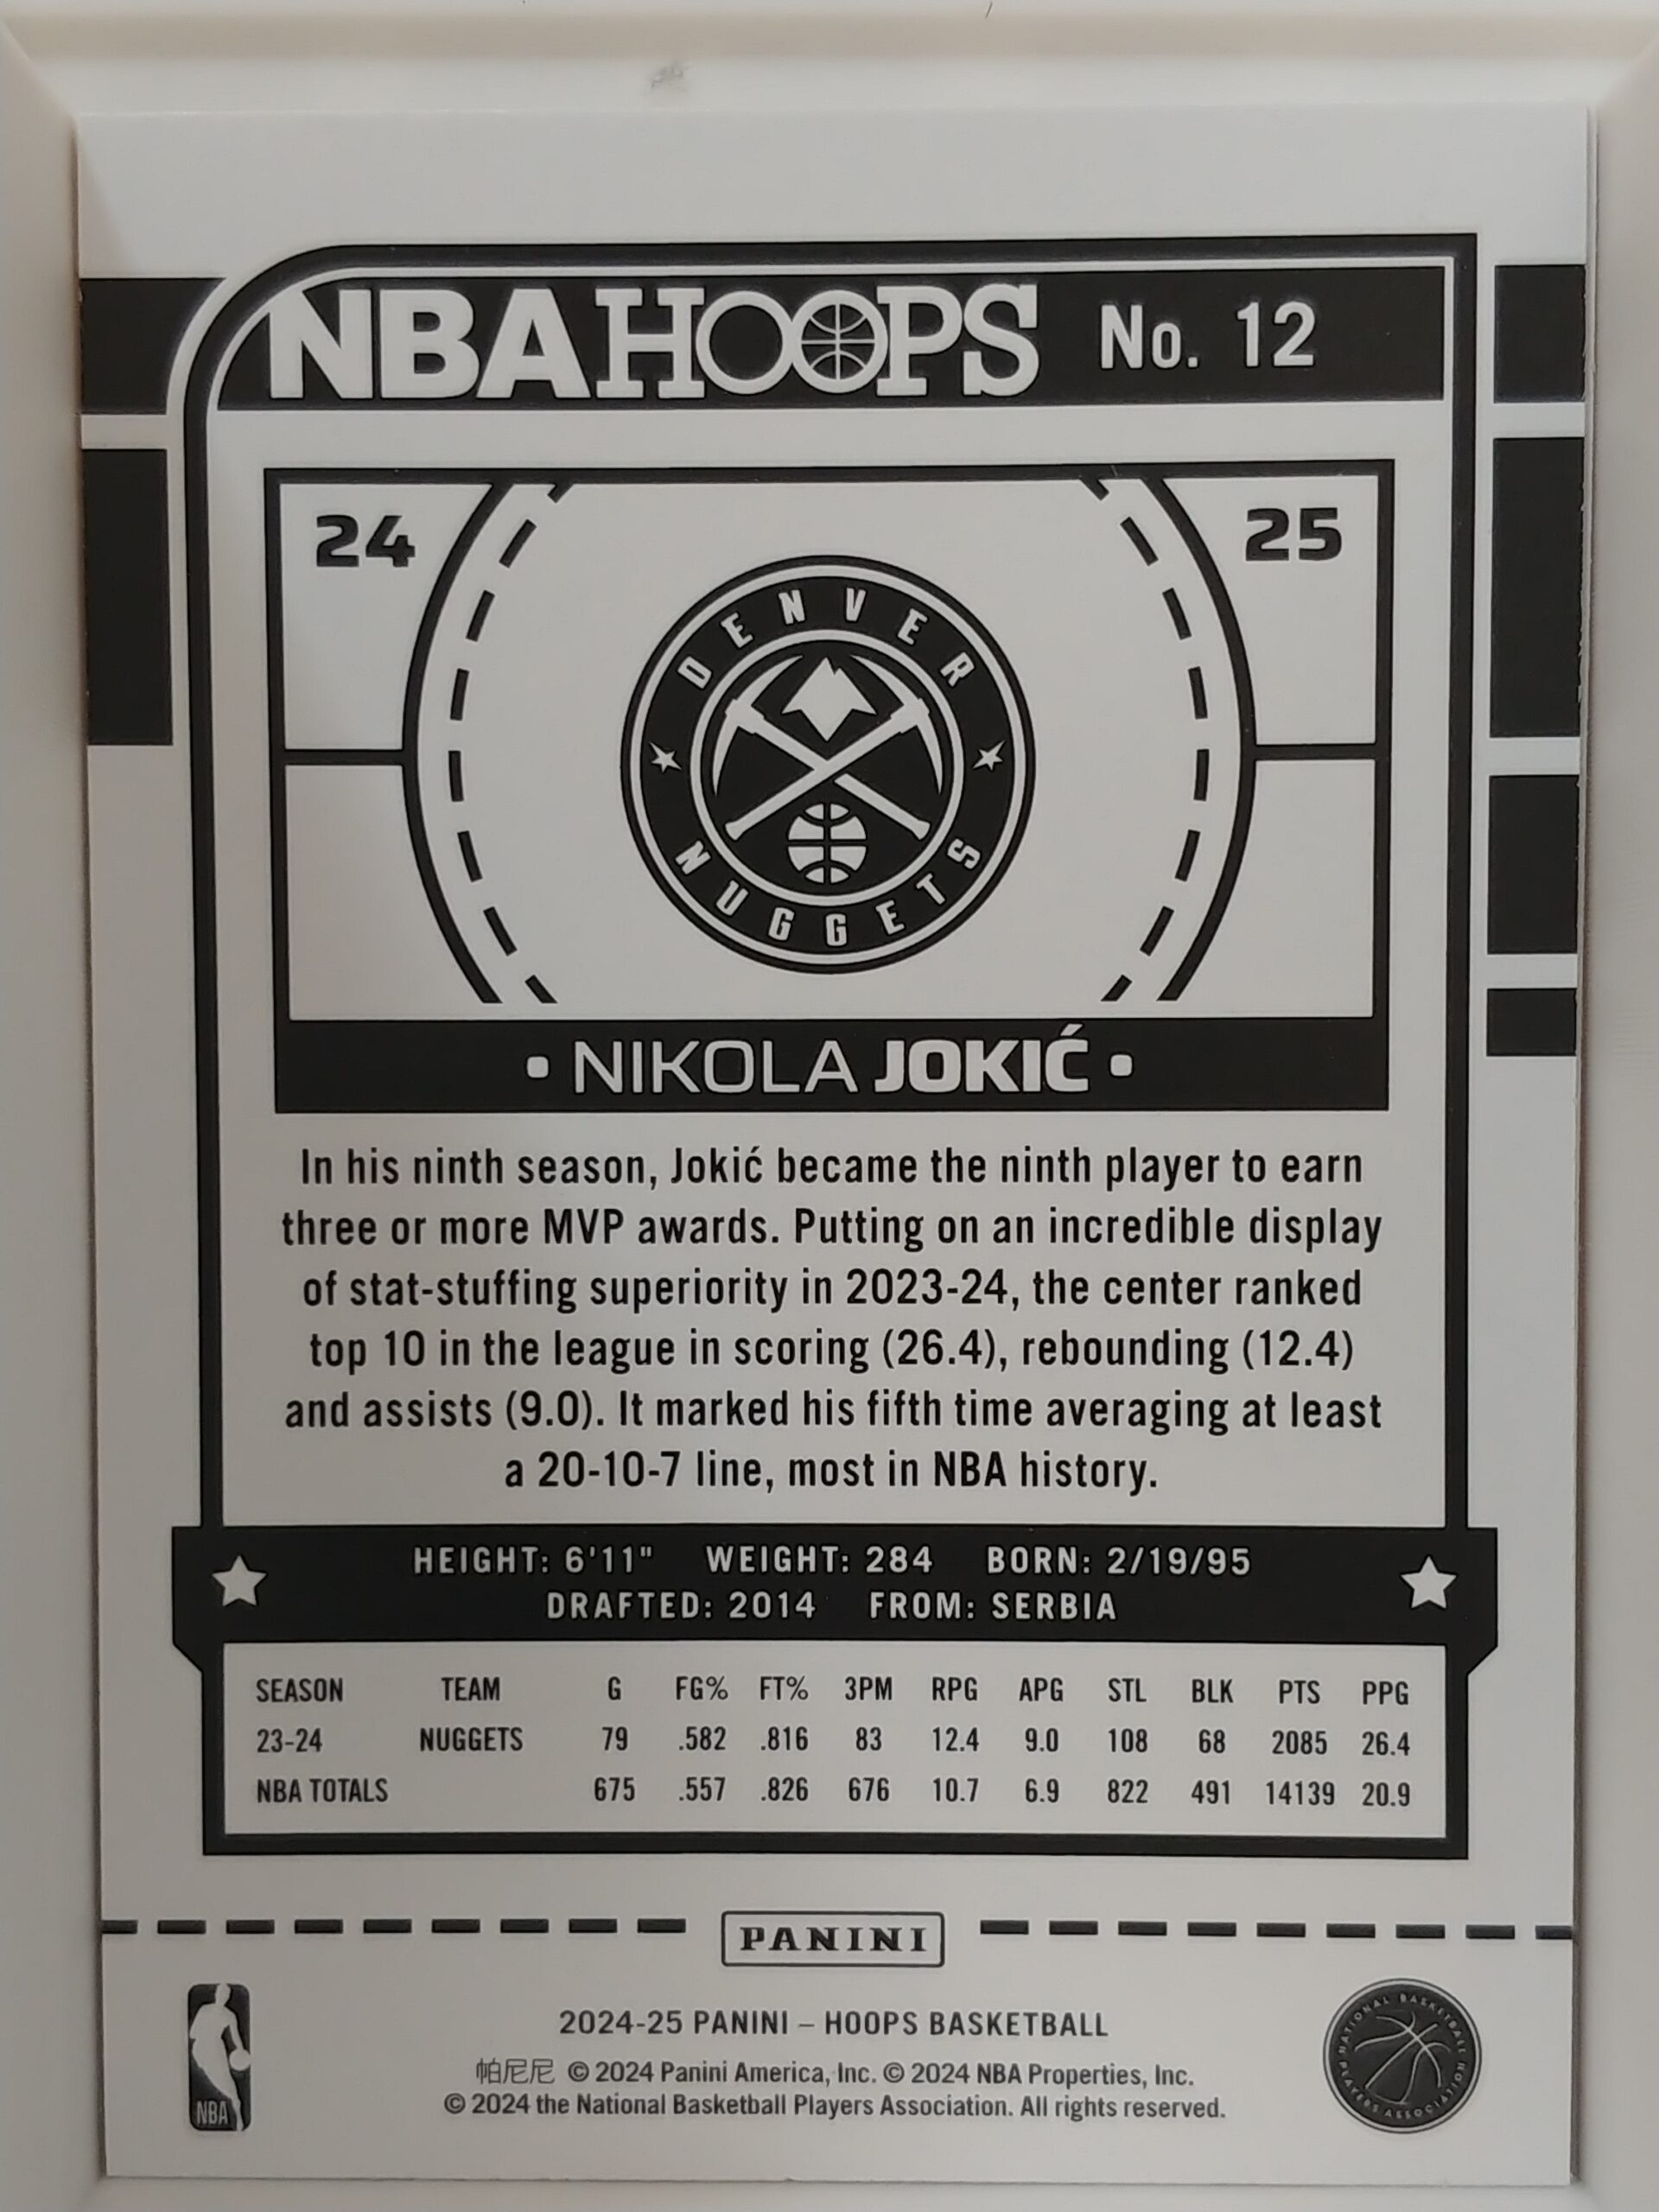 NBA HOOPS No. 12
24 25
DENVER
NUGGETS
• NIKOLA JOKIĆ •
In his ninth season, Jokić became the ninth player to earn
three or more MVP awards. Putting on an incredible display
of stat-stuffing superiority in 2023-24, the center ranked
top 10 in the league in scoring (26.4), rebounding (12.4)
and assists (9.0). It marked his fifth time averaging at least
a 20-10-7 line, most in NBA history.
HEIGHT: 6'11" WEIGHT: 284 BORN: 2/19/95
DRAFTED: 2014 FROM: SERBIA
SEASON TEAM G FG% FT% 3PM RPG APG STL BLK PTS PPG
23-24 NUGGETS 79 .582 .816 83 12.4 9.0 108 68 2085 26.4
NBA TOTALS 675 .557 .826 676 10.7 6.9 822 491 14139 20.9
PANINI
2024-25 PANINI – HOOPS BASKETBALL
帕尼尼 © 2024 Panini America, Inc. © 2024 NBA Properties, Inc.
© 2024 the National Basketball Players Association. All rights reserved.
NBA
NATIONAL BASKETBALL PLAYERS ASSOCIATION